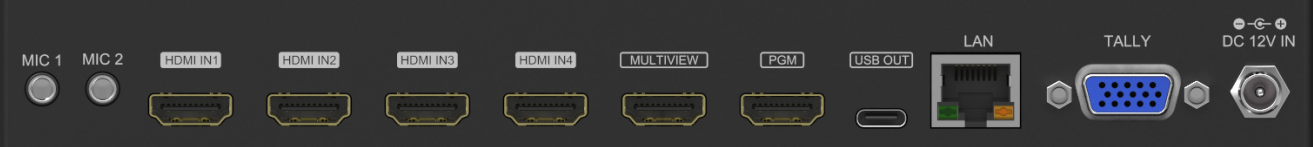 MIC 1
MIC 2
HDMI IN1
HDMI IN2
HDMI IN3
HDMI IN4
MULTIVIEW
PGM
USB OUT
LAN
TALLY
DC 12V IN